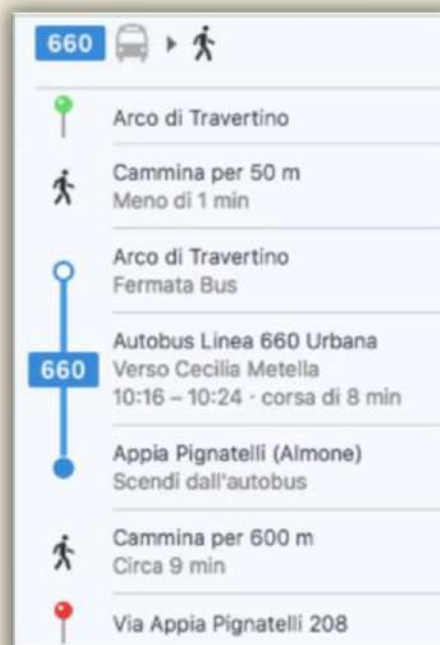 660
Arco di Travertino
Cammina per 50 m
Meno di 1 min
Arco di Travertino
Fermata Bus
Autobus Linea 660 Urbana
660
Verso Cecilia Metella
10:16 – 10:24 · corsa di 8 min
Appia Pignatelli (Almone)
Scendi dall'autobus
Cammina per 600 m
Circa 9 min
Via Appia Pignatelli 208